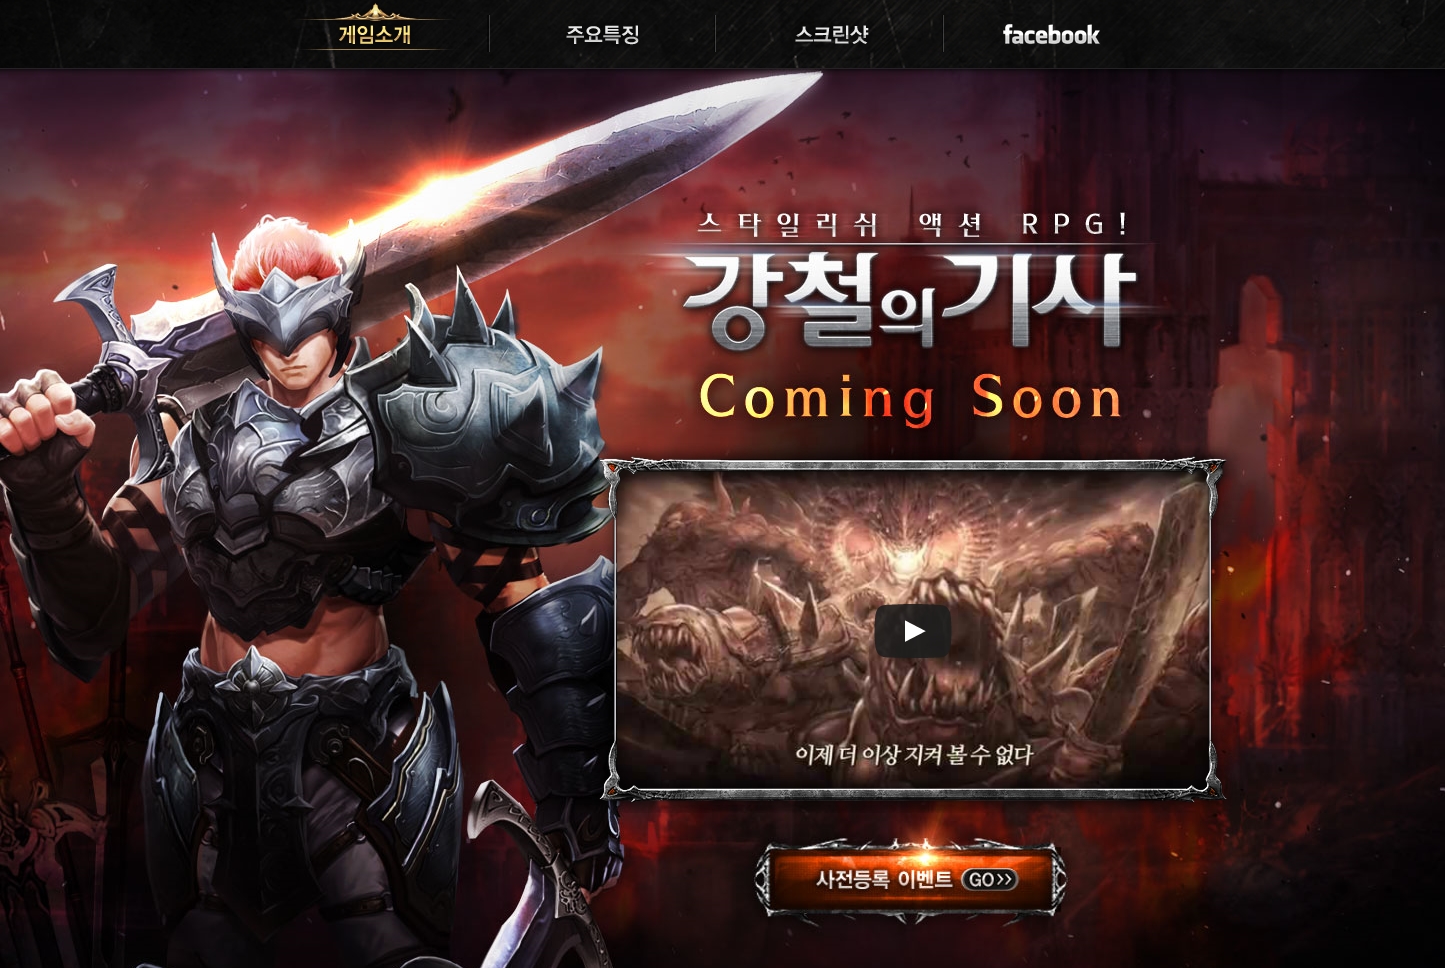 게임소개
주요특징
스크린샷
facebook
스타일리쉬 액션 RPG!
강철의 기사
Coming Soon
이제 더 이상 지켜 볼 수 없다
사전등록 이벤트 GO>>